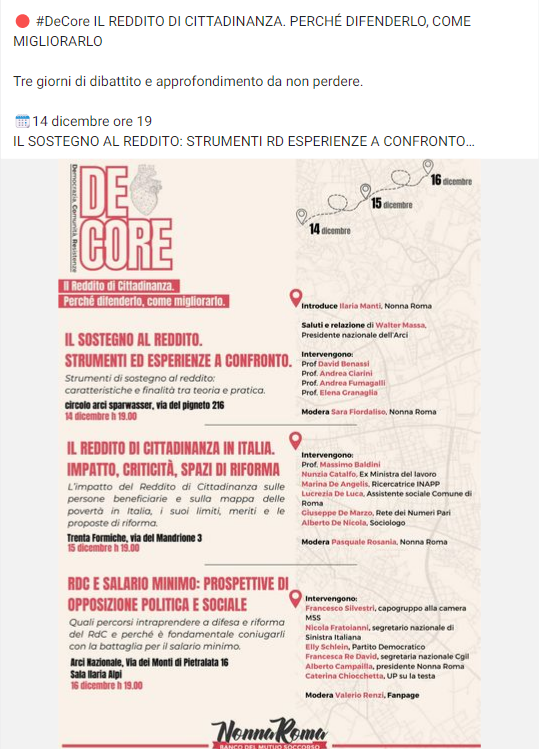 🔴 #DeCore IL REDDITO DI CITTADINANZA. PERCHÉ DIFENDERLO, COME
MIGLIORARLO
Tre giorni di dibattito e approfondimento da non perdere.
🗓️ 14 dicembre ore 19
IL SOSTEGNO AL REDDITO: STRUMENTI RD ESPERIENZE A CONFRONTO…
Democrazia, Comunità, Resistenze
DE
CORE
Il Reddito di Cittadinanza.
Perché difenderlo, come migliorarlo.
14 dicembre
15 dicembre
16 dicembre
IL SOSTEGNO AL REDDITO.
STRUMENTI ED ESPERIENZE A CONFRONTO.
Strumenti di sostegno al reddito:
caratteristiche e finalità tra teoria e pratica.
circolo arci sparwasser, via del pigneto 216
14 dicembre h 19.00
Introduce Ilaria Manti, Nonna Roma
Saluti e relazione di Walter Massa,
Presidente nazionale dell'Arci
Intervengono:
Prof David Benassi
Prof. Andrea Ciarini
Prof. Andrea Fumagalli
Prof. Elena Granaglia
Modera Sara Fiordaliso, Nonna Roma
IL REDDITO DI CITTADINANZA IN ITALIA.
IMPATTO, CRITICITÀ, SPAZI DI RIFORMA
L'impatto del Reddito di Cittadinanza sulle
persone beneficiarie e sulla mappa delle
povertà in Italia, i suoi limiti, meriti e le
proposte di riforma.
Trenta Formiche, via del Mandrione 3
15 dicembre h 19.00
Intervengono:
Prof. Massimo Baldini
Nunzia Catalfo, Ex Ministra del lavoro
Marina De Angelis, Ricercatrice INAPP
Lucrezia De Luca, Assistente sociale Comune di
Roma
Giuseppe De Marzo, Rete dei Numeri Pari
Alberto De Nicola, Sociologo
Modera Pasquale Rosania, Nonna Roma
RDC E SALARIO MINIMO: PROSPETTIVE DI
OPPOSIZIONE POLITICA E SOCIALE
Quali percorsi intraprendere a difesa e riforma
del RdC e perché è fondamentale coniugarli
con la battaglia per il salario minimo.
Arci Nazionale, Via dei Monti di Pietralata 16
Sala Ilaria Alpi
16 dicembre h 19.00
Intervengono:
Francesco Silvestri, capogruppo alla camera
M5S
Nicola Fratoianni, segretario nazionale di
Sinistra Italiana
Elly Schlein, Partito Democratico
Francesca Re David, segretaria nazionale Cgil
Alberto Campailla, presidente Nonna Roma
Caterina Chiocchetta, UP su la testa
Modera Valerio Renzi, Fanpage
Nonna Roma
BANCO DEL MUTUO SOCCORSO